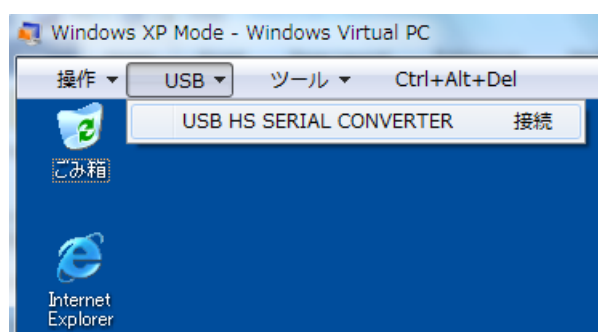 Windows XP Mode - Windows Virtual PC
操作 ▼ USB ▼ ツール ▼ Ctrl+Alt+Del
USB HS SERIAL CONVERTER 接続
ごみ箱
Internet
Explorer